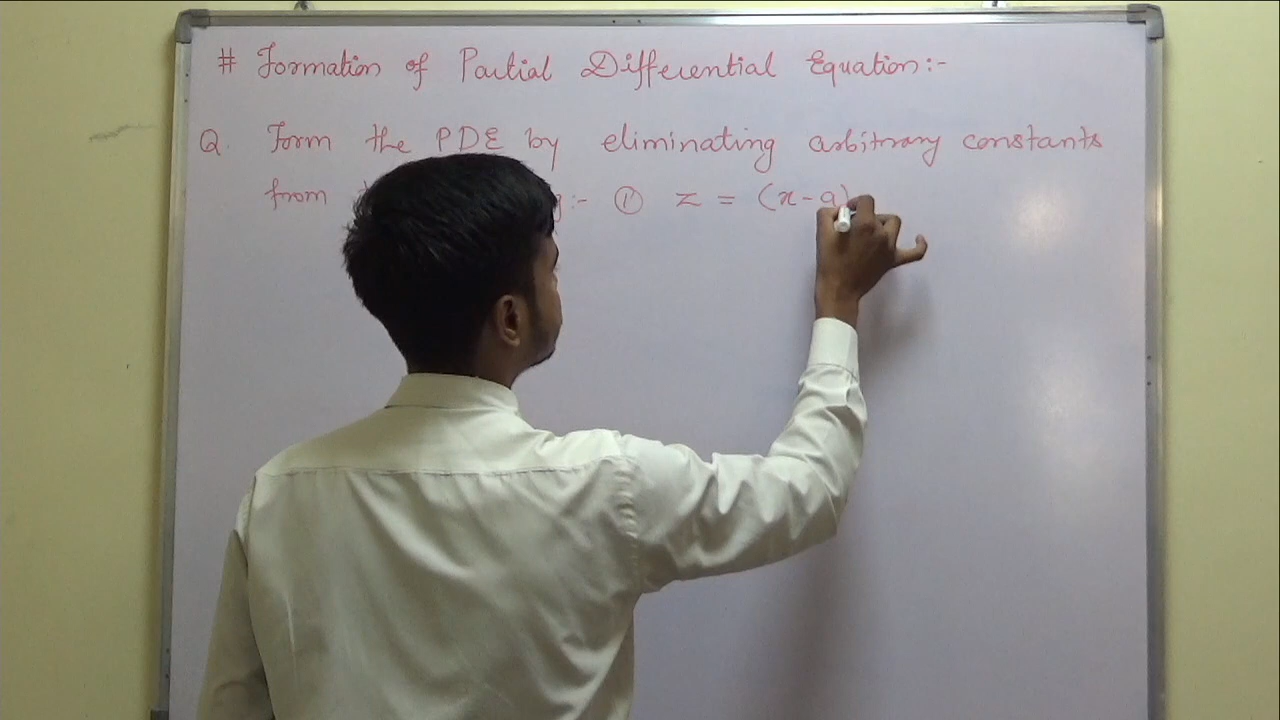 # Formation of Partial Differential Equation:-
Q. Form the PDE by eliminating arbitrary constants
from :- ① z = (x-a)